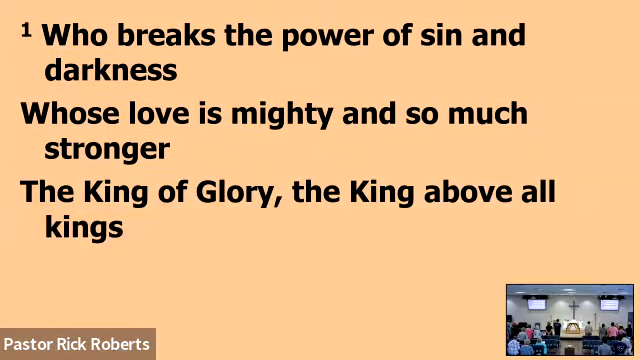 1 Who breaks the power of sin and
darkness
Whose love is mighty and so much
stronger
The King of Glory, the King above all
kings
Pastor Rick Roberts